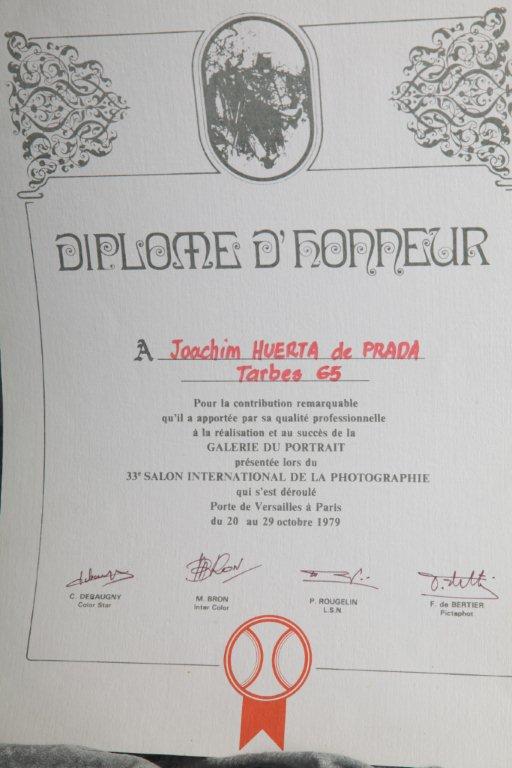 DIPLOME D'HONNEUR
A Joachim HUERTA de PRADA
Tarbes 65
Pour la contribution remarquable
qu'il a apportée par sa qualité professionnelle
à la réalisation et au succès de la
GALERIE DU PORTRAIT
présentée lors du
33e SALON INTERNATIONAL DE LA PHOTOGRAPHIE
qui s'est déroulé
Porte de Versailles à Paris
du 20 au 29 octobre 1979
C. DEBAUGNY
Color Star
M. BRON
Inter Color
P. ROUGELIN
L.S.N.
F. de BERTIER
Pictaphot